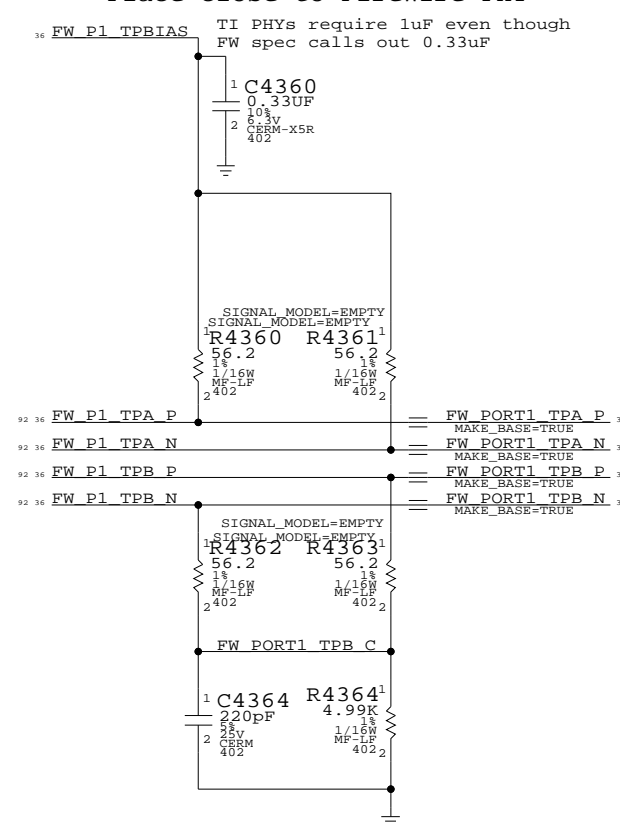 TI PHYs require 1uF even though
FW spec calls out 0.33uF
36 FW_P1_TPBIAS
1 C4360
0.33UF
10%
6.3V
2 CERM-X5R
402
SIGNAL_MODEL=EMPTY
SIGNAL_MODEL=EMPTY
1 R4360 R4361 1
56.2 56.2
1% 1%
1/16W 1/16W
MF-LF MF-LF
2 402 402 2
92 36 FW_P1_TPA_P FW_PORT1_TPA_P
MAKE_BASE=TRUE
92 36 FW_P1_TPA_N FW_PORT1_TPA_N
MAKE_BASE=TRUE
92 36 FW_P1_TPB_P FW_PORT1_TPB_P
MAKE_BASE=TRUE
92 36 FW_P1_TPB_N FW_PORT1_TPB_N
MAKE_BASE=TRUE
SIGNAL_MODEL=EMPTY
SIGNAL_MODEL=EMPTY
1 R4362 R4363 1
56.2 56.2
1% 1%
1/16W 1/16W
MF-LF MF-LF
2 402 402 2
FW_PORT1_TPB_C
1 C4364 R4364 1
220pF 4.99K
5% 1%
25V 1/16W
2 CERM MF-LF
402 402 2